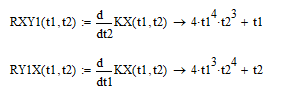 RXY1(t1,t2) := d/dt2 KX(t1,t2) → 4·t1^4·t2^3 + t1
RY1X(t1,t2) := d/dt1 KX(t1,t2) → 4·t1^3·t2^4 + t2